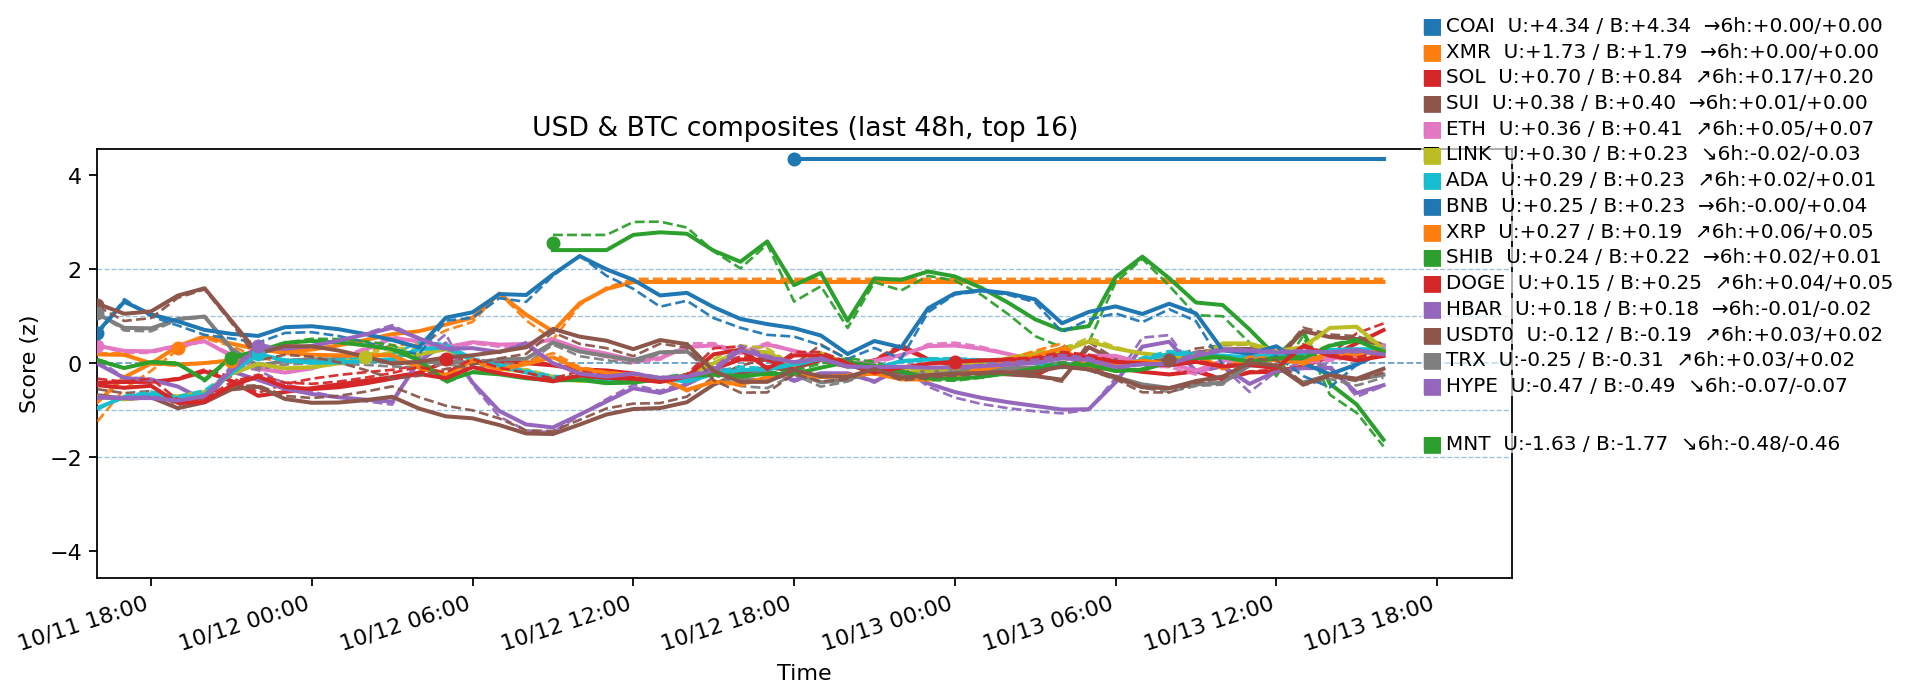 COAI  U:+4.34 / B:+4.34  →6h:+0.00/+0.00
XMR  U:+1.73 / B:+1.79  →6h:+0.00/+0.00
SOL  U:+0.70 / B:+0.84  ↗6h:+0.17/+0.20
SUI  U:+0.38 / B:+0.40  →6h:+0.01/+0.00
ETH  U:+0.36 / B:+0.41  ↗6h:+0.05/+0.07
LINK  U:+0.30 / B:+0.23  ↘6h:-0.02/-0.03
ADA  U:+0.29 / B:+0.23  ↗6h:+0.02/+0.01
BNB  U:+0.25 / B:+0.23  →6h:-0.00/+0.04
XRP  U:+0.27 / B:+0.19  ↗6h:+0.06/+0.05
SHIB  U:+0.24 / B:+0.22  →6h:+0.02/+0.01
DOGE  U:+0.15 / B:+0.25  ↗6h:+0.04/+0.05
HBAR  U:+0.18 / B:+0.18  →6h:-0.01/-0.02
USDT0  U:-0.12 / B:-0.19  ↗6h:+0.03/+0.02
TRX  U:-0.25 / B:-0.31  ↗6h:+0.03/+0.02
HYPE  U:-0.47 / B:-0.49  ↘6h:-0.07/-0.07
MNT  U:-1.63 / B:-1.77  ↘6h:-0.48/-0.46
USD & BTC composites (last 48h, top 16)
Score (z)
4
2
0
−2
−4
10/11 18:00
10/12 00:00
10/12 06:00
10/12 12:00
10/12 18:00
10/13 00:00
10/13 06:00
10/13 12:00
10/13 18:00
Time